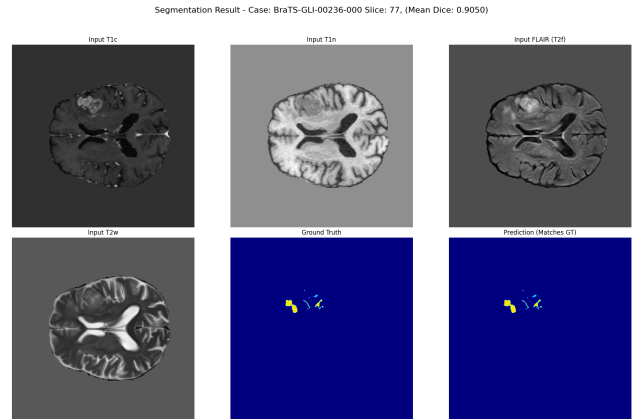 Segmentation Result - Case: BraTS-GLI-00236-000 Slice: 77, (Mean Dice: 0.9050)
Input T1c
Input T1n
Input FLAIR (T2f)
Input T2w
Ground Truth
Prediction (Matches GT)